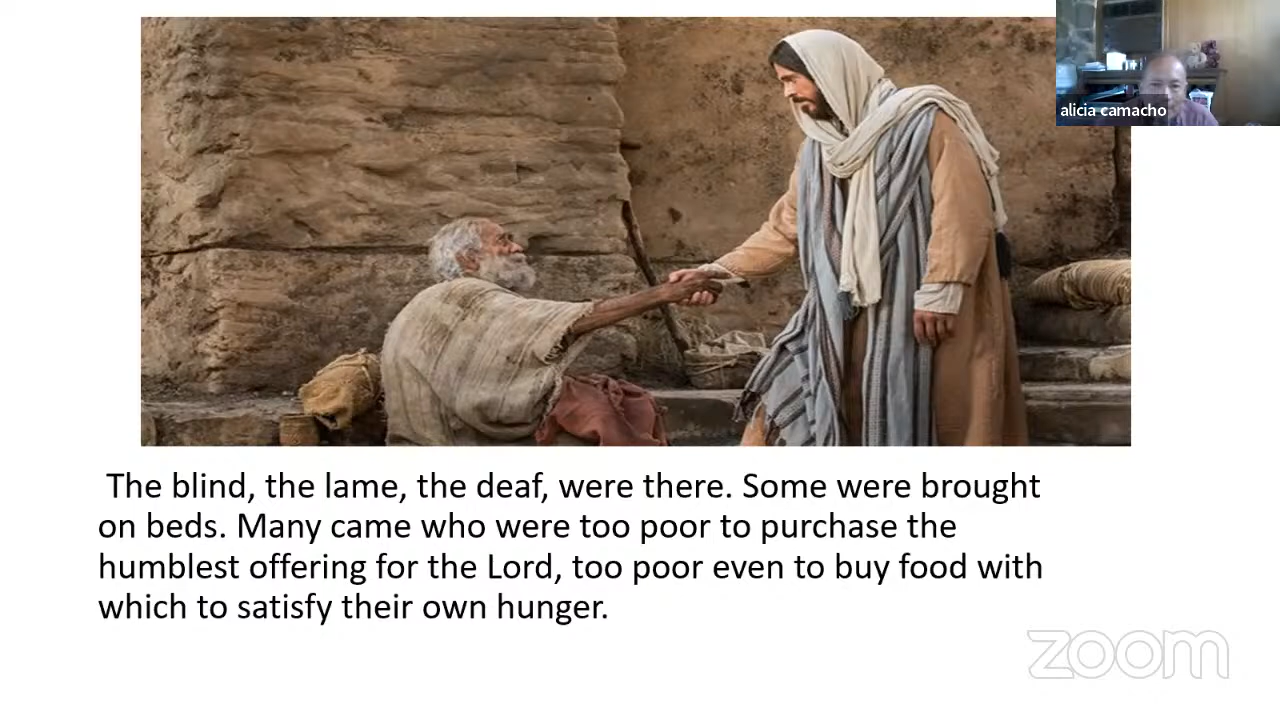 alicia camacho
The blind, the lame, the deaf, were there. Some were brought
on beds. Many came who were too poor to purchase the
humblest offering for the Lord, too poor even to buy food with
which to satisfy their own hunger.
zoom